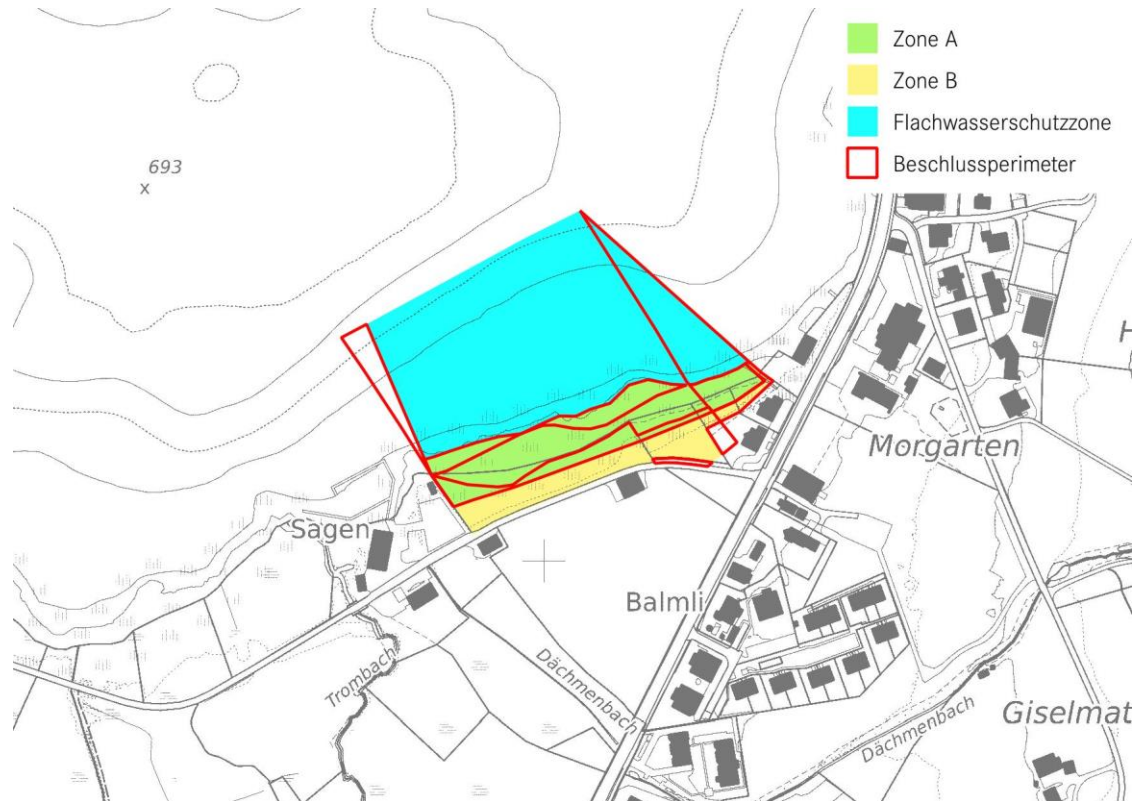 Zone A
Zone B
Flachwasserschutzzone
Beschlussperimeter
693
x
H
Morgarten
Sagen
Balmli
Trombach
Dächmenbach
Dächmenbach
Giselmat